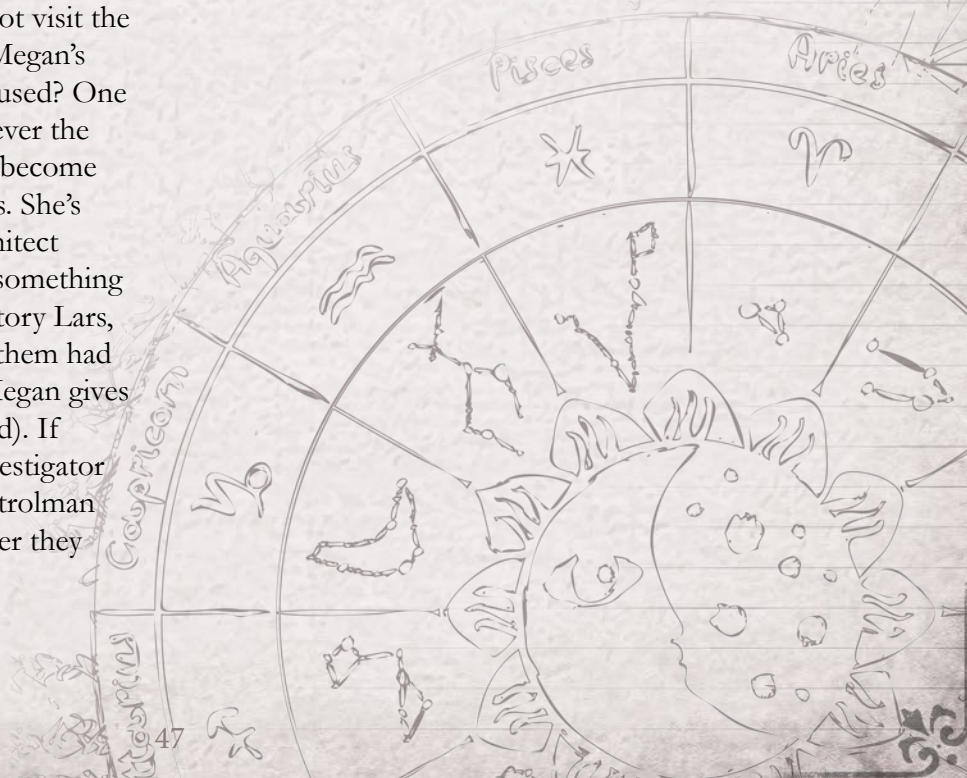 ot visit the
Megan's
used? One
ever the
become
s. She's
hitect
something
tory Lars,
them had
Megan gives
d). If
estigator
trolman
er they
Pisces
Aries
Aquarius
Capricorn
47